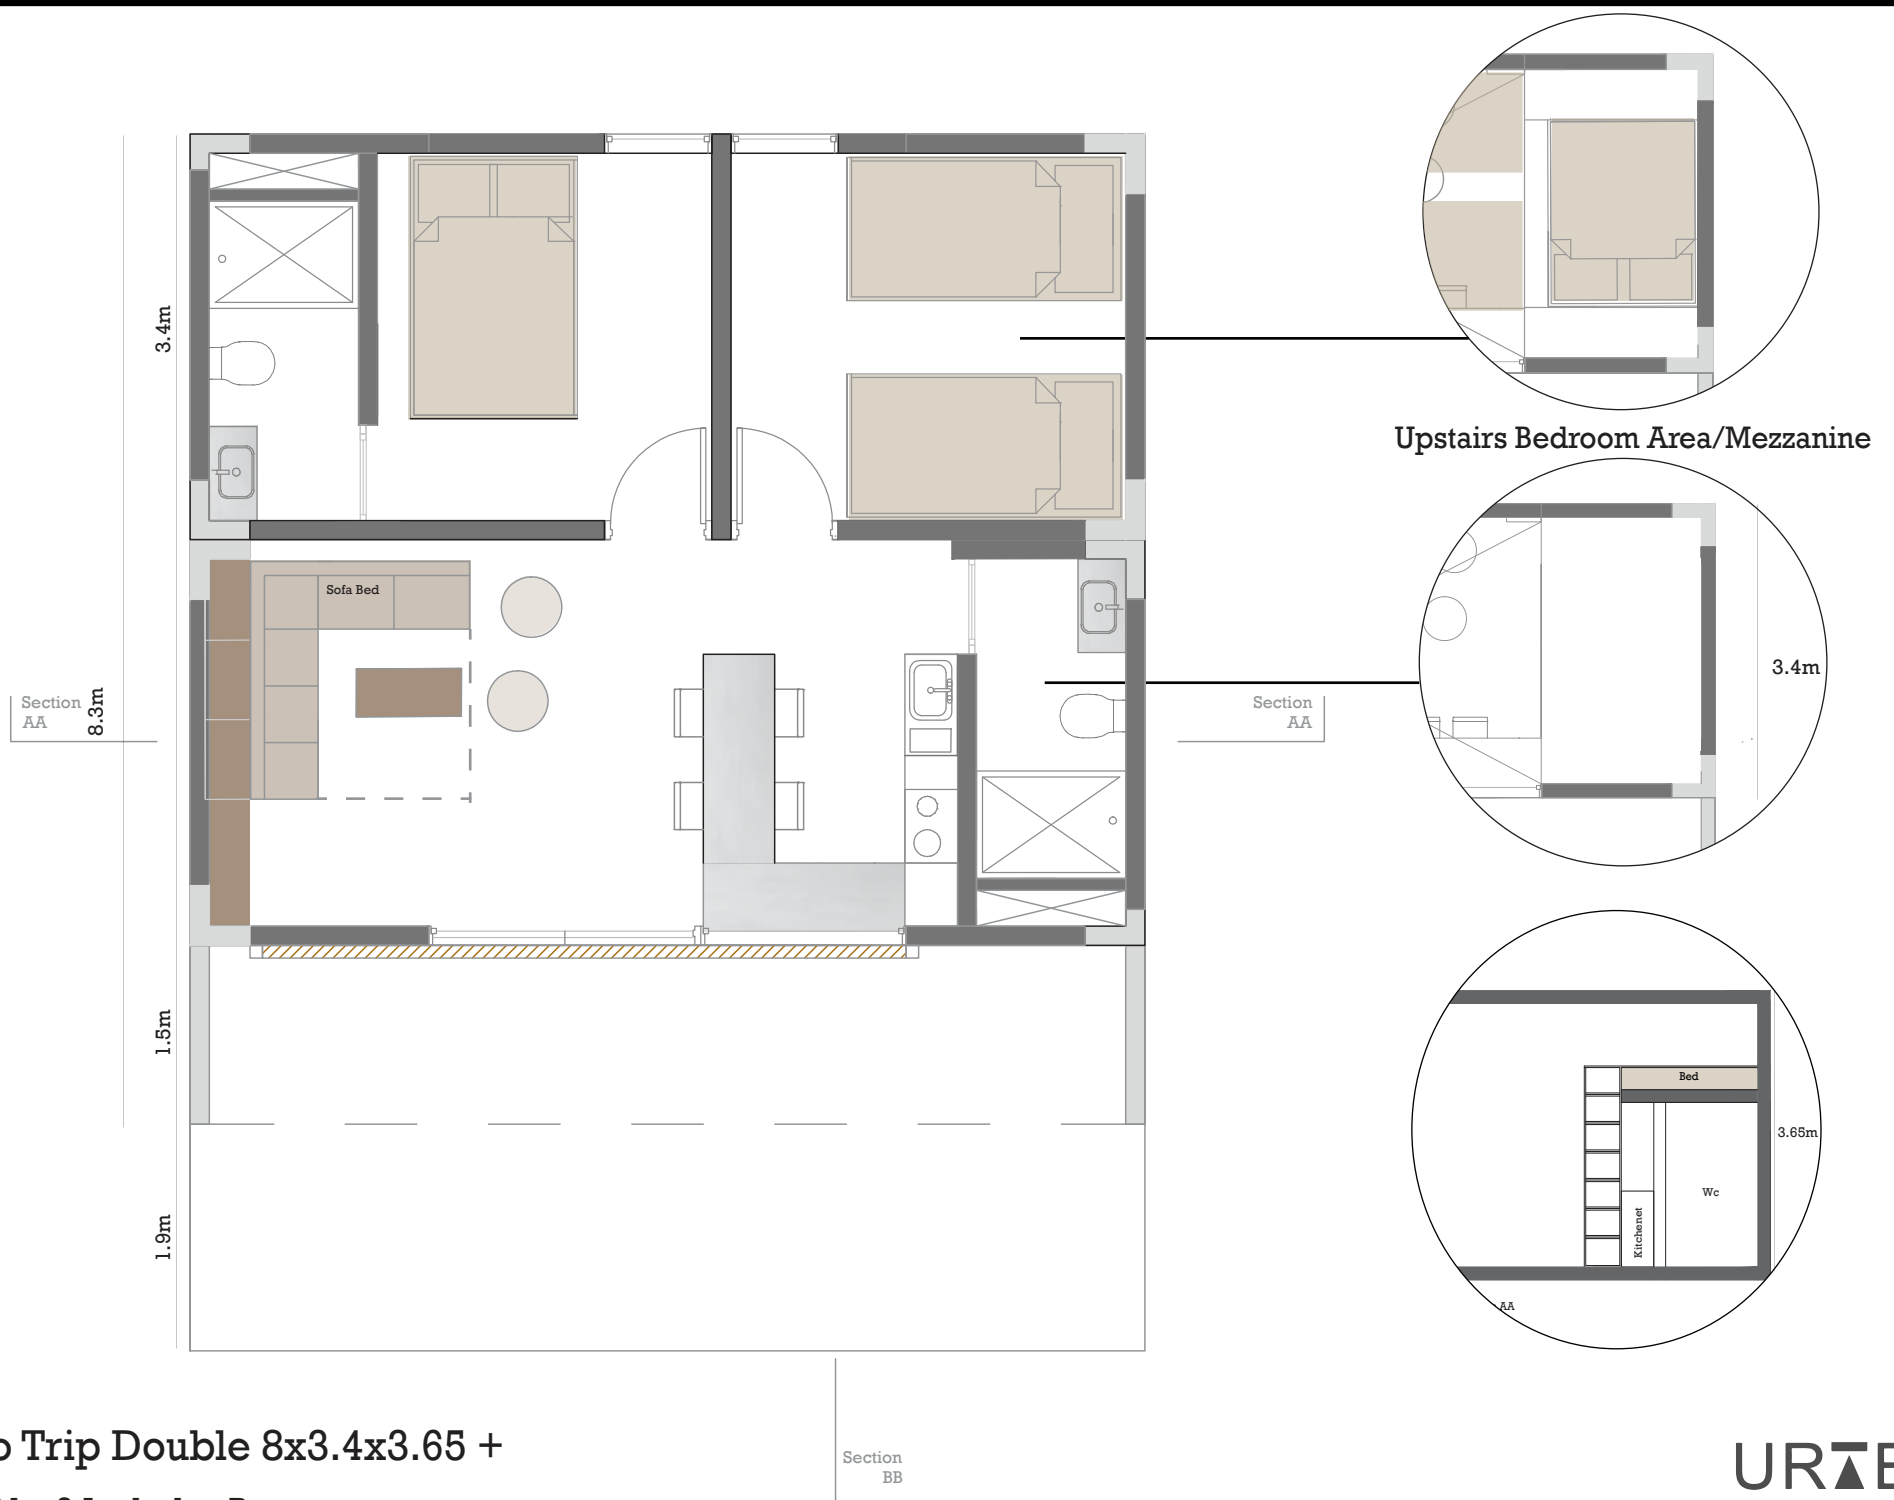 3.4m
Upstairs Bedroom Area/Mezzanine
Sofa Bed
3.4m
Section
AA
8.3m
Section
AA
1.5m
Bed
3.65m
Wc
Kitchenet
1.9m
AA
Trip Double 8x3.4x3.65 +
Section
BB